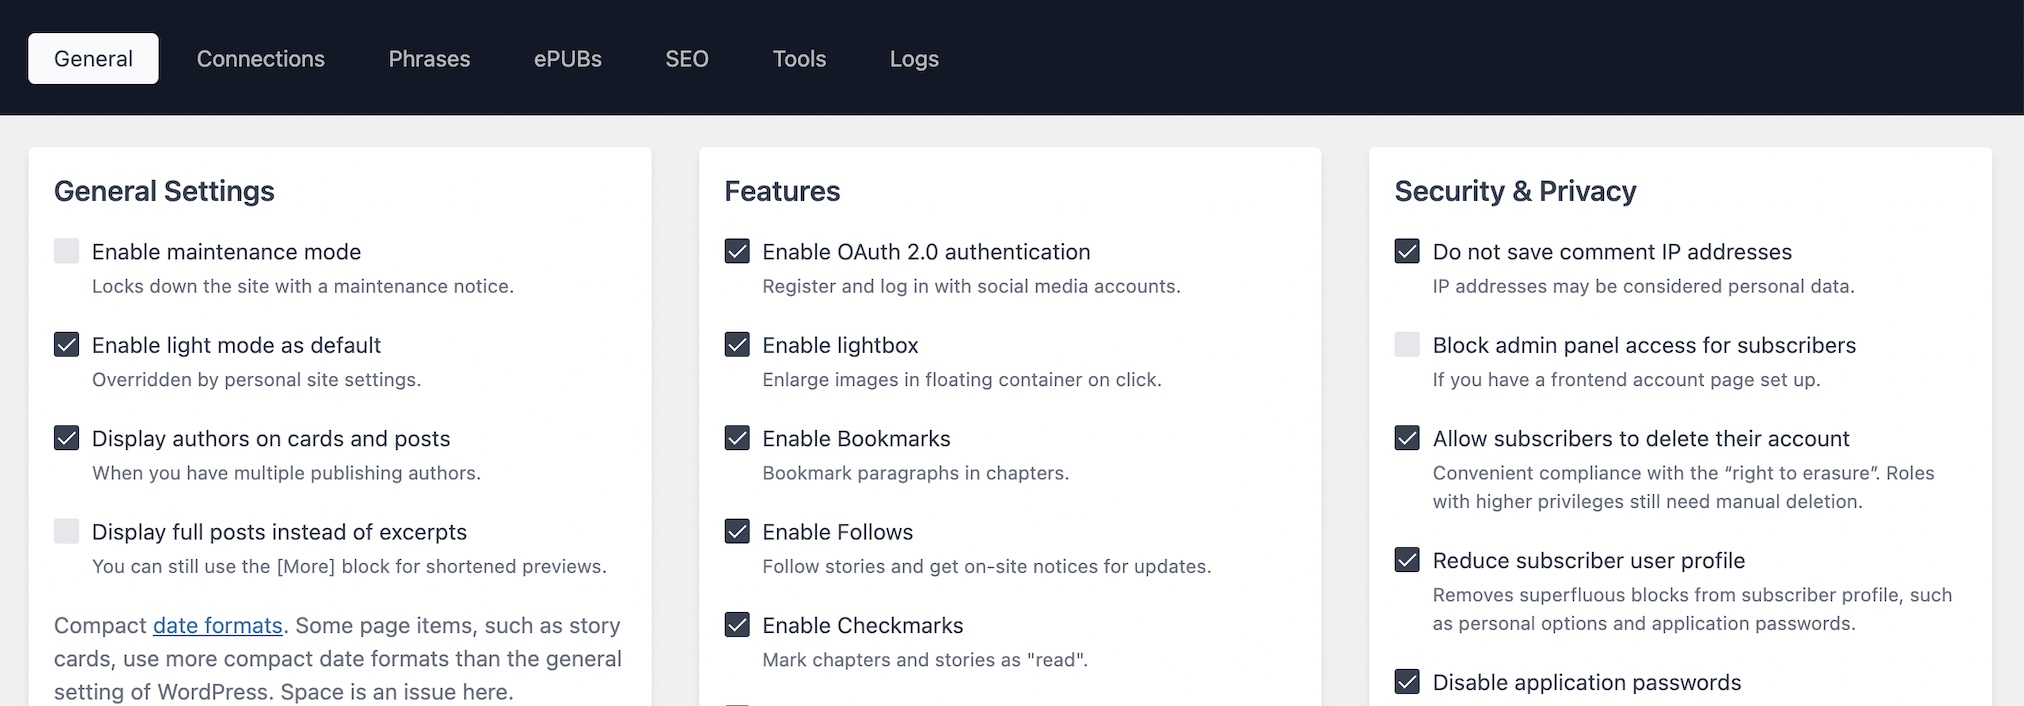 General
Connections
Phrases
ePUBs
SEO
Tools
Logs
General Settings
Enable maintenance mode
Locks down the site with a maintenance notice.
Enable light mode as default
Overridden by personal site settings.
Display authors on cards and posts
When you have multiple publishing authors.
Display full posts instead of excerpts
You can still use the [More] block for shortened previews.
Compact date formats. Some page items, such as story
cards, use more compact date formats than the general
setting of WordPress. Space is an issue here.
Features
Enable OAuth 2.0 authentication
Register and log in with social media accounts.
Enable lightbox
Enlarge images in floating container on click.
Enable Bookmarks
Bookmark paragraphs in chapters.
Enable Follows
Follow stories and get on-site notices for updates.
Enable Checkmarks
Mark chapters and stories as "read".
Security & Privacy
Do not save comment IP addresses
IP addresses may be considered personal data.
Block admin panel access for subscribers
If you have a frontend account page set up.
Allow subscribers to delete their account
Convenient compliance with the “right to erasure”. Roles
with higher privileges still need manual deletion.
Reduce subscriber user profile
Removes superfluous blocks from subscriber profile, such
as personal options and application passwords.
Disable application passwords